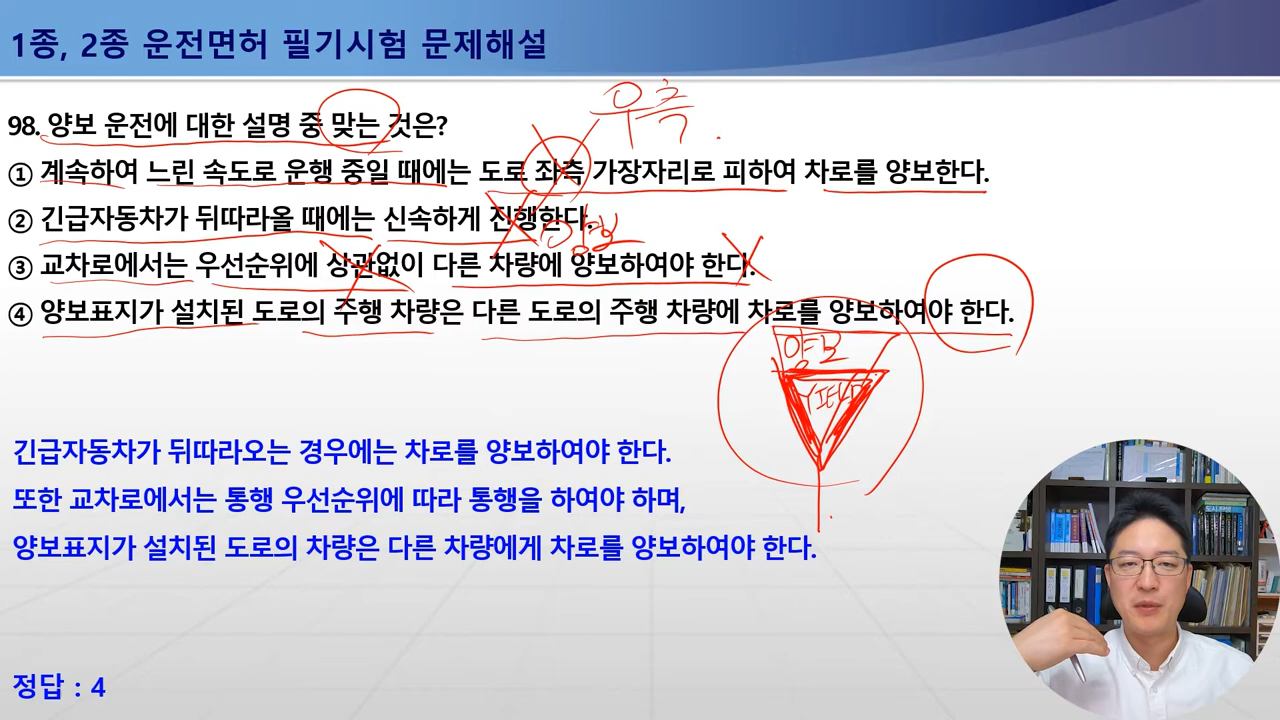 1종, 2종 운전면허 필기시험 문제해설
우측
98. 양보 운전에 대한 설명 중 맞는 것은?
① 계속하여 느린 속도로 운행 중일 때에는 도로 좌측 가장자리로 피하여 차로를 양보한다.
② 긴급자동차가 뒤따라올 때에는 신속하게 진행한다.
양보
③ 교차로에서는 우선순위에 상관없이 다른 차량에 양보하여야 한다.
④ 양보표지가 설치된 도로의 주행 차량은 다른 도로의 주행 차량에 차로를 양보하여야 한다.
양보
YIELD
긴급자동차가 뒤따라오는 경우에는 차로를 양보하여야 한다.
또한 교차로에서는 통행 우선순위에 따라 통행을 하여야 하며,
양보표지가 설치된 도로의 차량은 다른 차량에게 차로를 양보하여야 한다.
정답 : 4